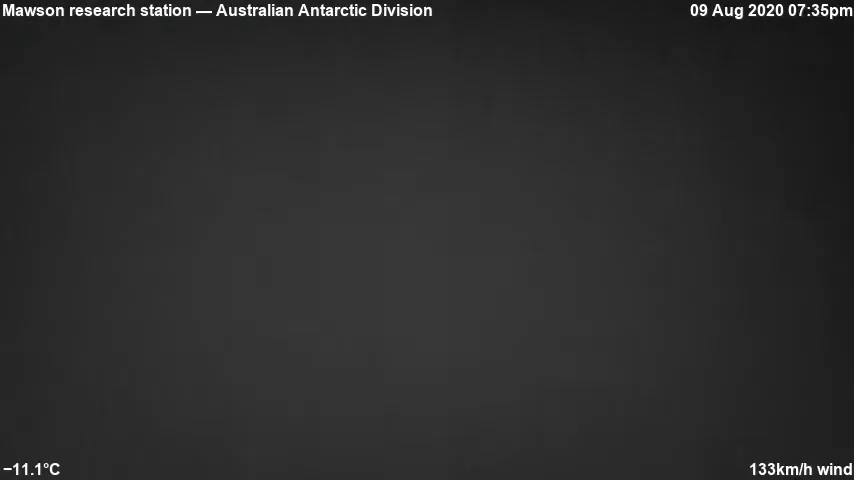 Mawson research station — Australian Antarctic Division
09 Aug 2020 07:35pm
−11.1°C
133km/h wind